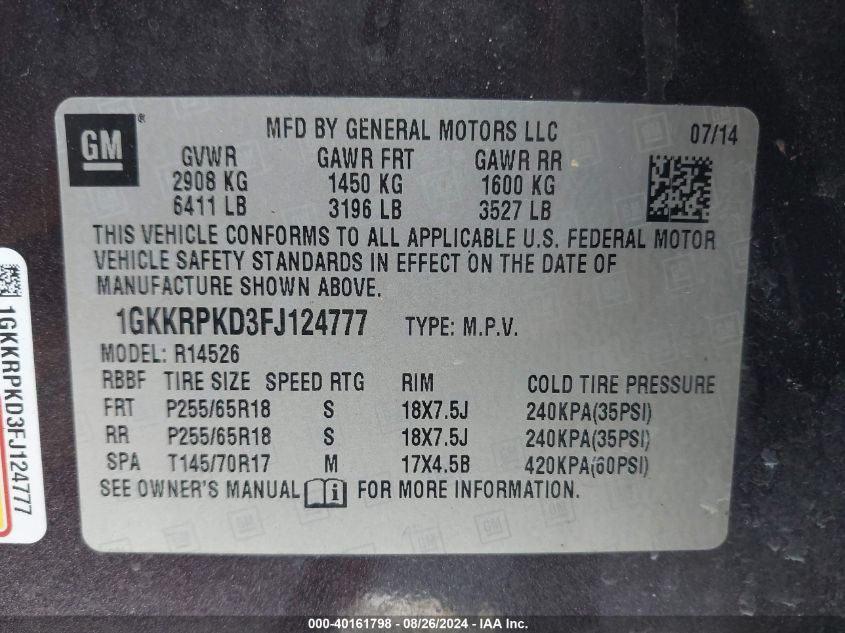 GM ®
MFD BY GENERAL MOTORS LLC 07/14
GVWR GAWR FRT GAWR RR
2908 KG 1450 KG 1600 KG
6411 LB 3196 LB 3527 LB
THIS VEHICLE CONFORMS TO ALL APPLICABLE U.S. FEDERAL MOTOR
VEHICLE SAFETY STANDARDS IN EFFECT ON THE DATE OF
MANUFACTURE SHOWN ABOVE.
1GKKRPKD3FJ124777 TYPE: M.P.V.
MODEL: R14526
RBBF TIRE SIZE SPEED RTG RIM COLD TIRE PRESSURE
FRT P255/65R18 S 18X7.5J 240KPA(35PSI)
RR P255/65R18 S 18X7.5J 240KPA(35PSI)
SPA T145/70R17 M 17X4.5B 420KPA(60PSI)
SEE OWNER'S MANUAL i FOR MORE INFORMATION.
1GKKRPKD3FJ124777
000-40161798 - 08/26/2024 - IAA Inc.